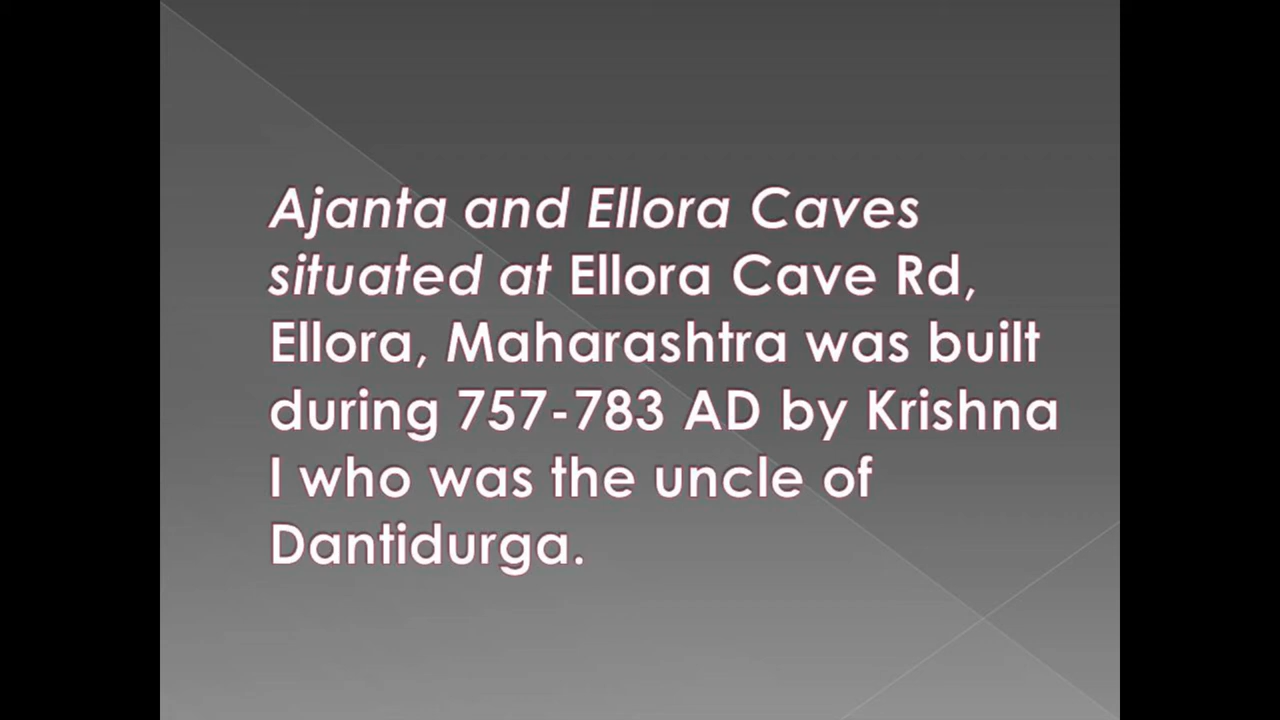 Ajanta and Ellora Caves
situated at Ellora Cave Rd,
Ellora, Maharashtra was built
during 757-783 AD by Krishna
I who was the uncle of
Dantidurga.